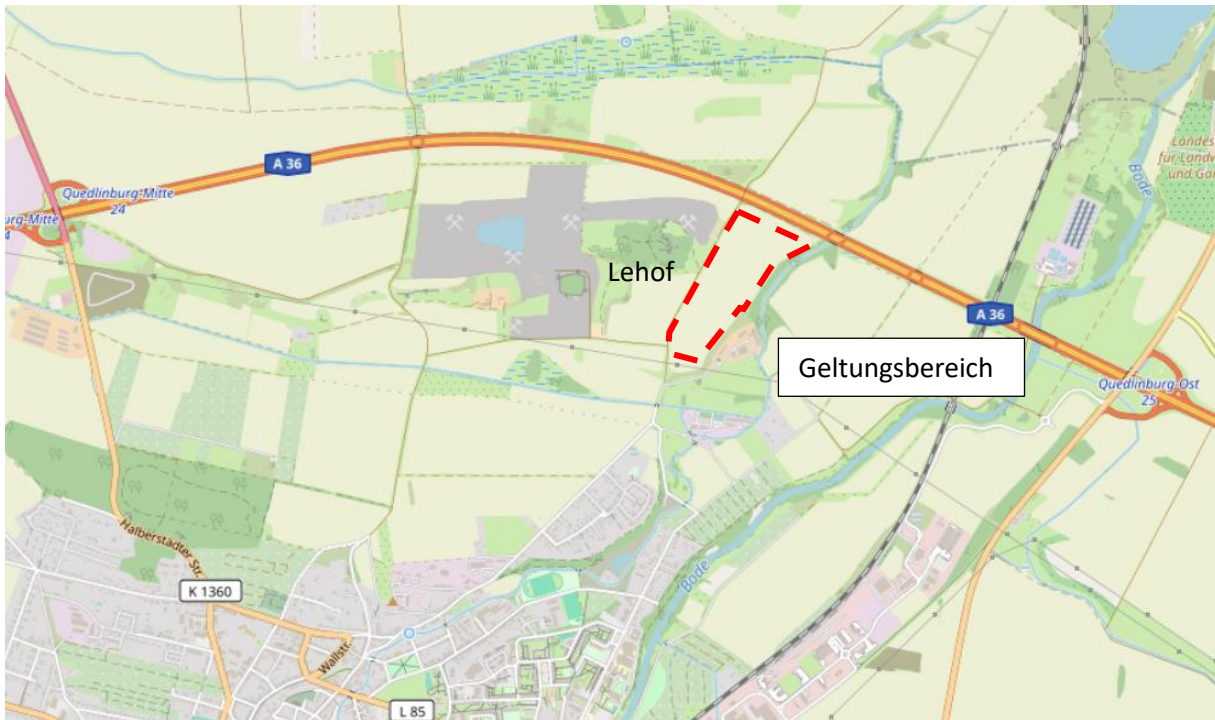 A 36
Quedlinburg-Mitte
24
urg-Mitte
4
Landes
für Landw
und Gar
Bode
Lehof
A 36
Geltungsbereich
Quedlinburg-Ost
25
Halberstädter Str.
K 1360
Bode
Wallstr.
L 85